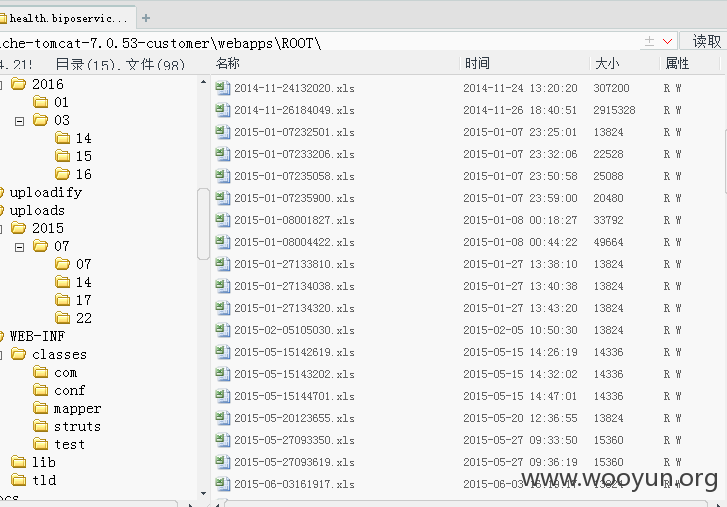 health.biposervic...
che-tomcat-7.0.53-customer\webapps\ROOT\
读取
4.21! 目录(15),文件(98)
名称 时间 大小 属性
2016
01
03
14
15
16
uploadify
uploads
2015
07
07
14
17
22
WEB-INF
classes
com
conf
mapper
struts
test
lib
tld
ocs
2014-11-24132020.xls 2014-11-24 13:20:20 307200 R W
2014-11-26184049.xls 2014-11-26 18:40:51 2915328 R W
2015-01-07232501.xls 2015-01-07 23:25:01 13824 R W
2015-01-07233206.xls 2015-01-07 23:32:06 22528 R W
2015-01-07235058.xls 2015-01-07 23:50:58 25088 R W
2015-01-07235900.xls 2015-01-07 23:59:00 20480 R W
2015-01-08001827.xls 2015-01-08 00:18:27 33792 R W
2015-01-08004422.xls 2015-01-08 00:44:22 49664 R W
2015-01-27133810.xls 2015-01-27 13:38:10 13824 R W
2015-01-27134038.xls 2015-01-27 13:40:38 13824 R W
2015-01-27134320.xls 2015-01-27 13:43:20 13824 R W
2015-02-05105030.xls 2015-02-05 10:50:30 13824 R W
2015-05-15142619.xls 2015-05-15 14:26:19 14336 R W
2015-05-15143202.xls 2015-05-15 14:32:02 14336 R W
2015-05-15144701.xls 2015-05-15 14:47:01 14336 R W
2015-05-20123655.xls 2015-05-20 12:36:55 13824 R W
2015-05-27093350.xls 2015-05-27 09:33:50 15360 R W
2015-05-27093619.xls 2015-05-27 09:36:19 15360 R W
2015-06-03161917.xls 2015-06-03 16:19:17 13824 R W
www.wooyun.org